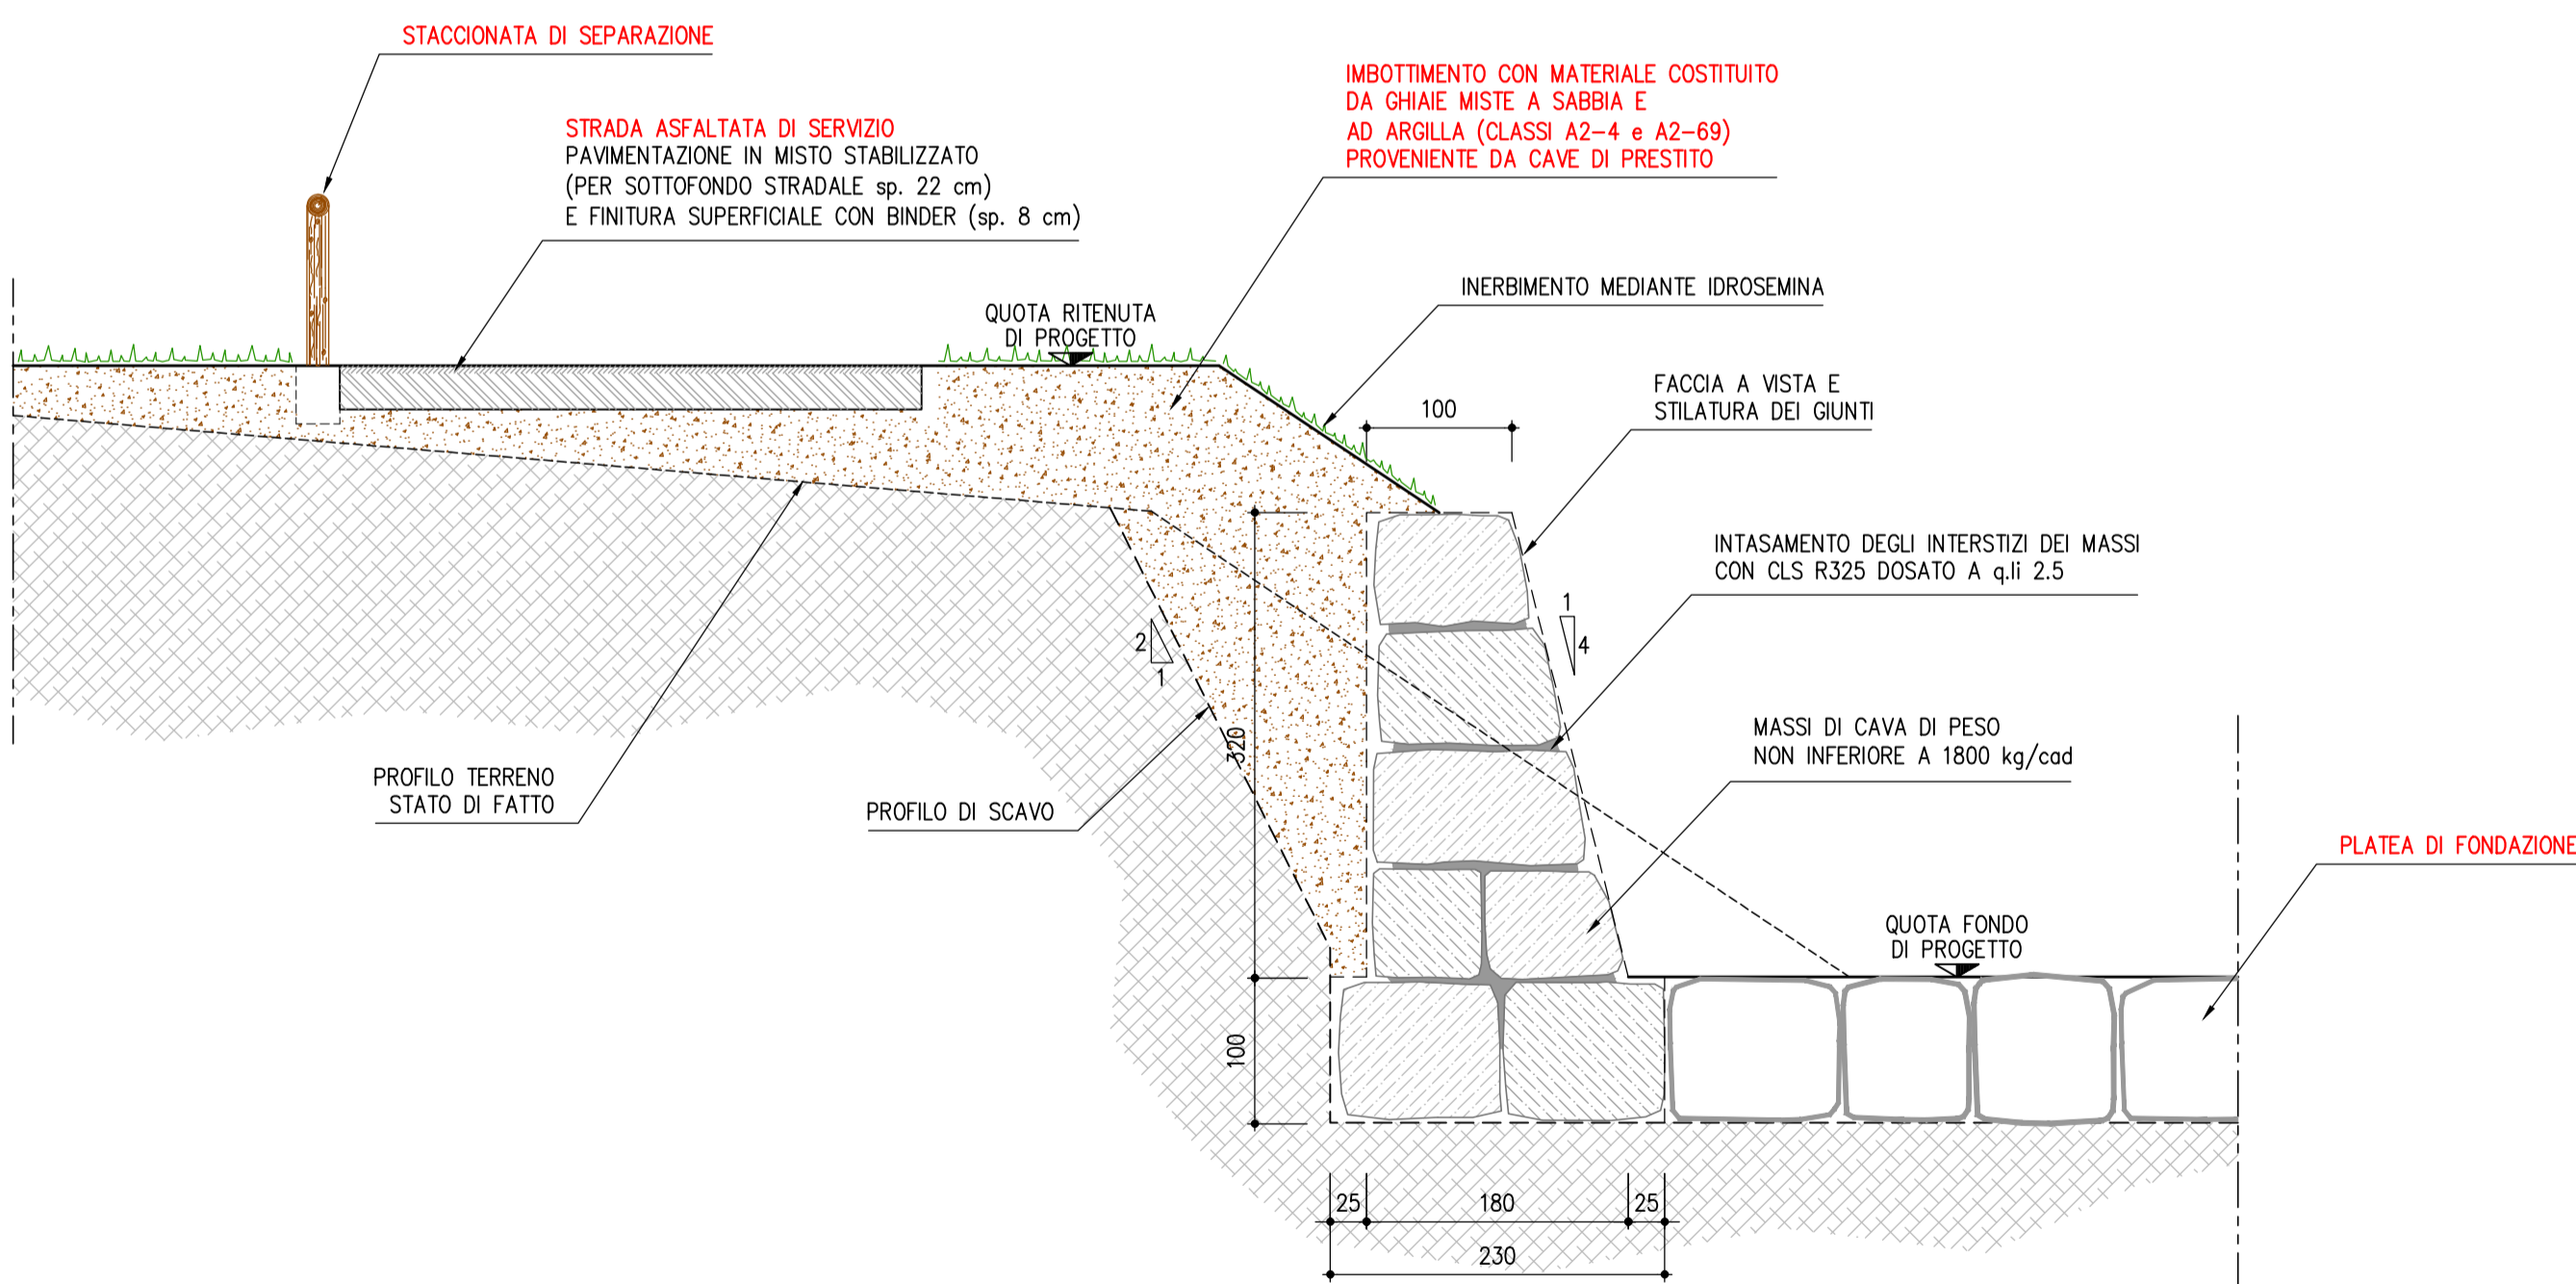 STACCIONATA DI SEPARAZIONE
STRADA ASFALTATA DI SERVIZIO
PAVIMENTAZIONE IN MISTO STABILIZZATO
(PER SOTTOFONDO STRADALE sp. 22 cm)
E FINITURA SUPERFICIALE CON BINDER (sp. 8 cm)
IMBOTTIMENTO CON MATERIALE COSTITUITO
DA GHIAIE MISTE A SABBIA E
AD ARGILLA (CLASSI A2-4 e A2-69)
PROVENIENTE DA CAVE DI PRESTITO
INERBIMENTO MEDIANTE IDROSEMINA
QUOTA RITENUTA
DI PROGETTO
FACCIA A VISTA E
STILATURA DEI GIUNTI
100
INTASAMENTO DEGLI INTERSTIZI DEI MASSI
CON CLS R325 DOSATO A q.li 2.5
1
4
2
1
320
MASSI DI CAVA DI PESO
NON INFERIORE A 1800 kg/cad
PROFILO TERRENO
STATO DI FATTO
PROFILO DI SCAVO
PLATEA DI FONDAZIONE
QUOTA FONDO
DI PROGETTO
100
25
180
25
230